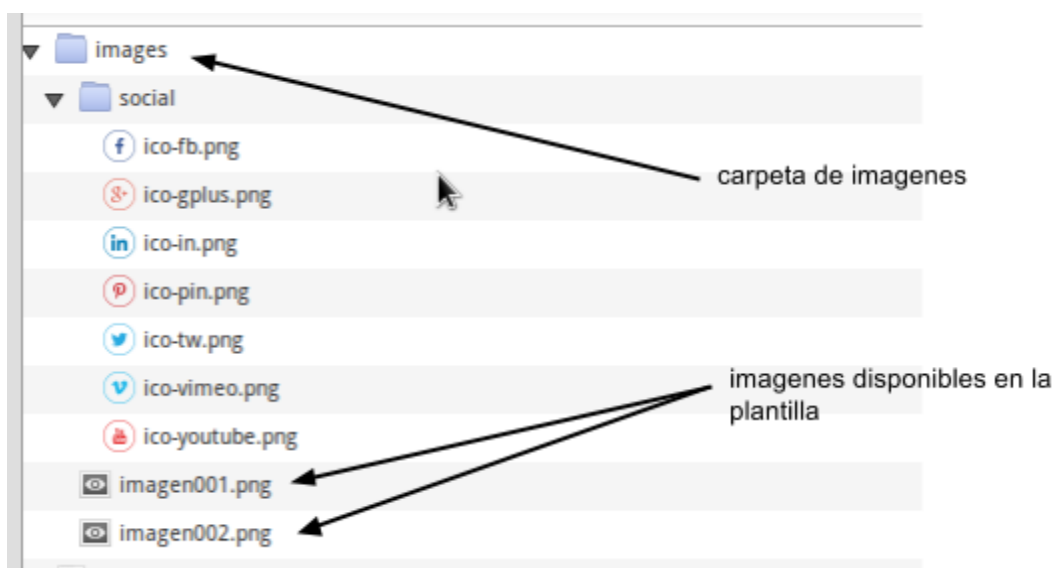 images
social
ico-fb.png
ico-gplus.png
carpeta de imagenes
ico-in.png
ico-pin.png
ico-tw.png
ico-vimeo.png
imagenes disponibles en la
plantilla
ico-youtube.png
imagen001.png
imagen002.png